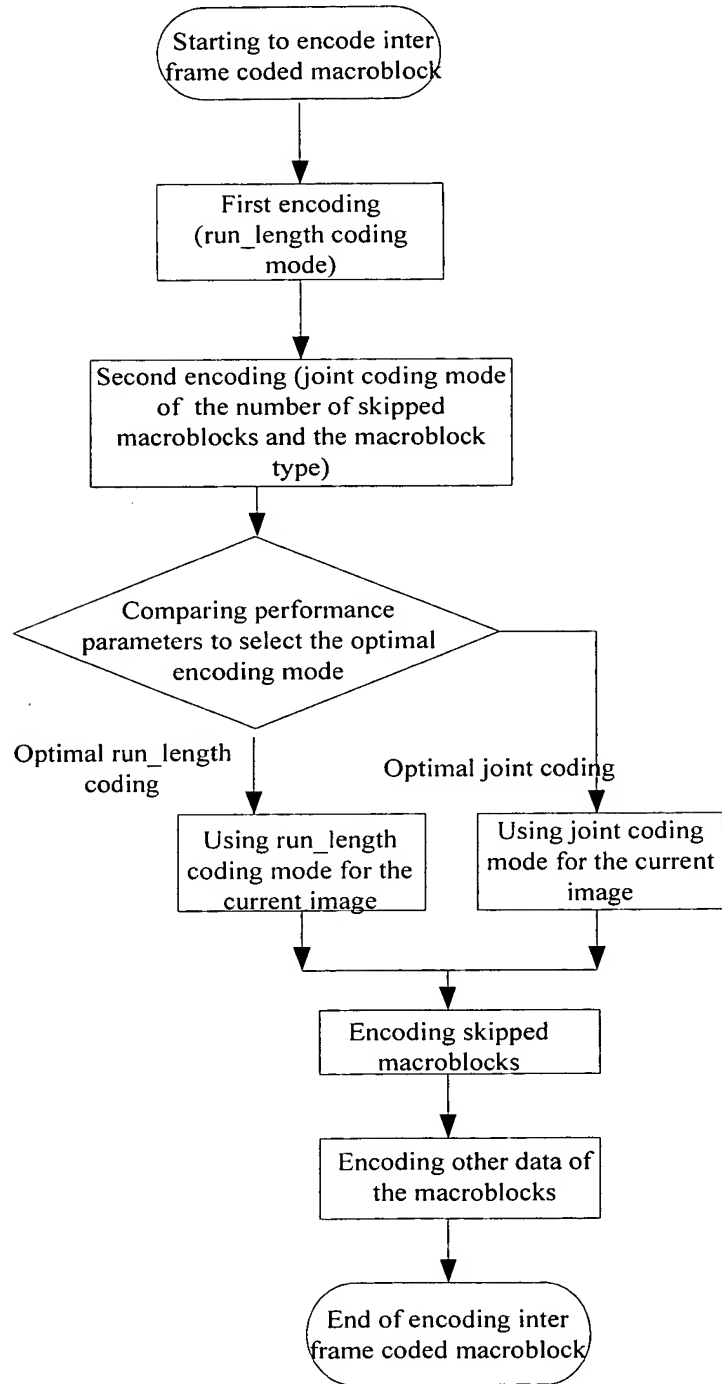 Starting to encode inter
frame coded macroblock
First encoding
(run_length coding
mode)
Second encoding (joint coding mode
of the number of skipped
macroblocks and the macroblock
type)
Comparing performance
parameters to select the optimal
encoding mode
Optimal run_length
coding
Optimal joint coding
Using run_length
coding mode for the
current image
Using joint coding
mode for the current
image
Encoding skipped
macroblocks
Encoding other data of
the macroblocks
End of encoding inter
frame coded macroblock